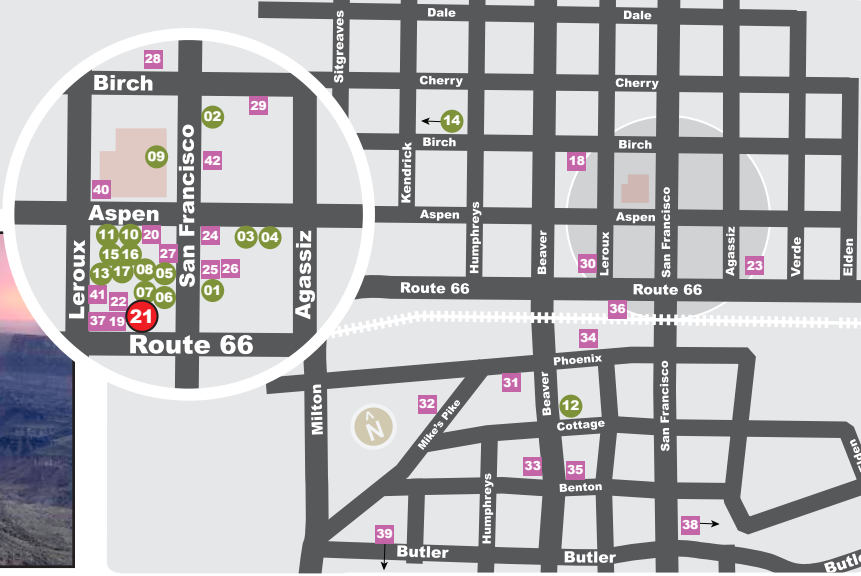 Dale
Dale
Sitgreaves
Cherry
Cherry
14
Birch
Birch
Kendrick
18
Aspen
Aspen
Humphreys
Beaver
Leroux
San Francisco
Agassiz
Verde
Elden
30
23
Route 66
Route 66
36
28
Birch
29
02
San Francisco
09
42
40
Aspen
11 10 20
24
03 04
15 16 27
13 17 08 05
25 26
41 22 07 06
01
37 19 21
Leroux
Agassiz
Route 66
34
Phoenix
31
Milton
32
Mike's Pike
N
Beaver
12
Cottage
San Francisco
33
35
Benton
Humphreys
38
39
Butler
Butler